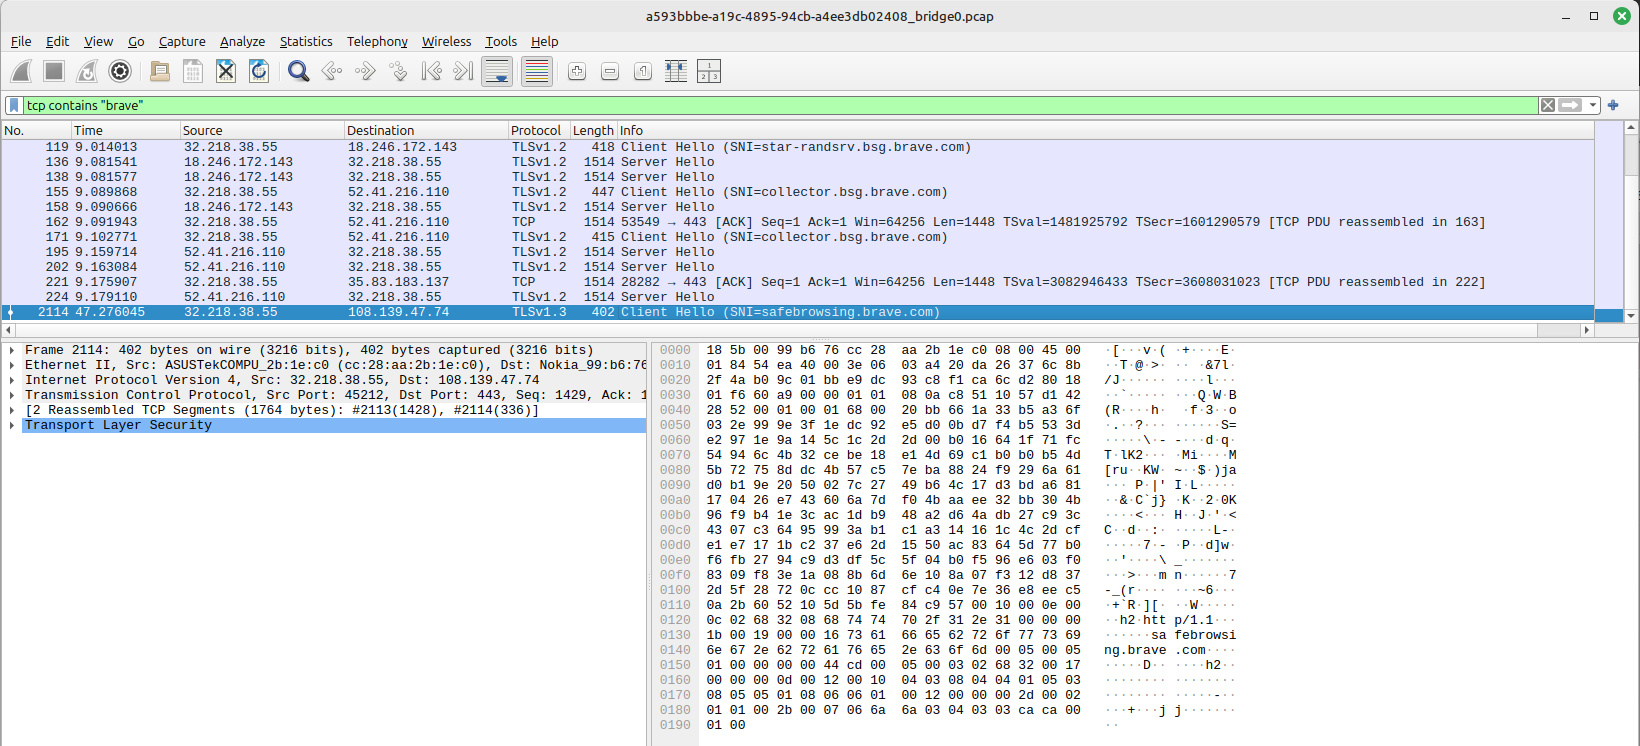 a593bbbe-a19c-4895-94cb-a4ee3db02408_bridge0.pcap
File Edit View Go Capture Analyze Statistics Telephony Wireless Tools Help
tcp contains "brave"
No. Time Source Destination Protocol Length Info
119 9.014013 32.218.38.55 18.246.172.143 TLSv1.2 418 Client Hello (SNI=star-randsrv.bsg.brave.com)
136 9.081541 18.246.172.143 32.218.38.55 TLSv1.2 1514 Server Hello
138 9.081577 18.246.172.143 32.218.38.55 TLSv1.2 1514 Server Hello
155 9.089868 32.218.38.55 52.41.216.110 TLSv1.2 447 Client Hello (SNI=collector.bsg.brave.com)
158 9.090666 18.246.172.143 32.218.38.55 TLSv1.2 1514 Server Hello
162 9.091943 32.218.38.55 52.41.216.110 TCP 1514 53549 → 443 [ACK] Seq=1 Ack=1 Win=64256 Len=1448 TSval=1481925792 TSecr=1601290579 [TCP PDU reassembled in 163]
171 9.102771 32.218.38.55 52.41.216.110 TLSv1.2 415 Client Hello (SNI=collector.bsg.brave.com)
195 9.159714 52.41.216.110 32.218.38.55 TLSv1.2 1514 Server Hello
202 9.163084 52.41.216.110 32.218.38.55 TLSv1.2 1514 Server Hello
221 9.175907 32.218.38.55 35.83.183.137 TCP 1514 28282 → 443 [ACK] Seq=1 Ack=1 Win=64256 Len=1448 TSval=3082946433 TSecr=3608031023 [TCP PDU reassembled in 222]
224 9.179110 52.41.216.110 32.218.38.55 TLSv1.2 1514 Server Hello
2114 47.276045 32.218.38.55 108.139.47.74 TLSv1.3 402 Client Hello (SNI=safebrowsing.brave.com)
Frame 2114: 402 bytes on wire (3216 bits), 402 bytes captured (3216 bits)
Ethernet II, Src: ASUSTekCOMPU_2b:1e:c0 (cc:28:aa:2b:1e:c0), Dst: Nokia_99:b6:76
Internet Protocol Version 4, Src: 32.218.38.55, Dst: 108.139.47.74
Transmission Control Protocol, Src Port: 45212, Dst Port: 443, Seq: 1429, Ack: 1
[2 Reassembled TCP Segments (1764 bytes): #2113(1428), #2114(336)]
Transport Layer Security
0000 18 5b 00 99 b6 76 cc 28 aa 2b 1e c0 08 00 45 00 ·[···v·( ·+····E·
0010 01 84 54 ea 40 00 3e 06 03 a4 20 da 26 37 6c 8b ··T·@·>· ·· ·&7l·
0020 2f 4a b0 9c 01 bb e9 dc 93 c8 f1 ca 6c d2 80 18 /J······ ····l···
0030 01 f6 60 a9 00 00 01 01 08 0a c8 51 10 57 d1 42 ··`····· ···Q·W·B
0040 28 52 00 01 00 01 68 00 20 bb 66 1a 33 b5 a3 6f (R····h· ·f·3··o
0050 03 2e 99 9e 3f 1e dc 92 e5 d0 0b d7 f4 b5 53 3d ·.··?··· ······S=
0060 e2 97 1e 9a 14 5c 1c 2d 2d 00 b0 16 64 1f 71 fc ·····\·- -···d·q·
0070 54 94 6c 4b 32 ce be 18 e1 4d 69 c1 b0 b0 b5 4d T·lK2··· ·Mi····M
0080 5b 72 75 8d dc 4b 57 c5 7e ba 88 24 f9 29 6a 61 [ru··KW· ~··$·)ja
0090 d0 b1 9e 20 50 02 7c 27 49 b6 4c 17 d3 bd a6 81 ··· P·|' I·L·····
00a0 17 04 26 e7 43 60 6a 7d f0 4b aa ee 32 bb 30 4b ··&·C`j} ·K··2·0K
00b0 96 f9 b4 1e 3c ac 1d b9 48 a2 d6 4a db 27 c9 3c ····<··· H··J·'·<
00c0 43 07 c3 64 95 99 3a b1 c1 a3 14 16 1c 4c 2d cf C··d··:· ·····L-·
00d0 e1 e7 17 1b c2 37 e6 2d 15 50 ac 83 64 5d 77 b0 ·····7·- ·P··d]w·
00e0 f6 fb 27 94 c9 d3 df 5c 5f 04 b0 f5 96 e6 03 f0 ··'····\ _·······
00f0 83 09 f8 3e 1a 08 8b 6d 6e 10 8a 07 f3 12 d8 37 ···>···m n······7
0100 2d 5f 28 72 0c cc 10 87 cf c4 0e 7e 36 e8 ee c5 -_(r···· ···~6···
0110 0a 2b 60 52 10 5d 5b fe 84 c9 57 00 10 00 0e 00 ·+`R·][· ··W·····
0120 0c 02 68 32 08 68 74 74 70 2f 31 2e 31 00 00 00 ··h2·htt p/1.1···
0130 1b 00 19 00 00 16 73 61 66 65 62 72 6f 77 73 69 ······sa febrowsi
0140 6e 67 2e 62 72 61 76 65 2e 63 6f 6d 00 05 00 05 ng.brave .com····
0150 01 00 00 00 00 44 cd 00 05 00 03 02 68 32 00 17 ·····D·· ····h2··
0160 00 00 00 0d 00 12 00 10 04 03 08 04 04 01 05 03 ········ ········
0170 08 05 05 01 08 06 06 01 00 12 00 00 00 2d 00 02 ········ ·····-··
0180 01 01 00 2b 00 07 06 6a 6a 03 04 03 03 ca ca 00 ···+···j j·······
0190 01 00 ··